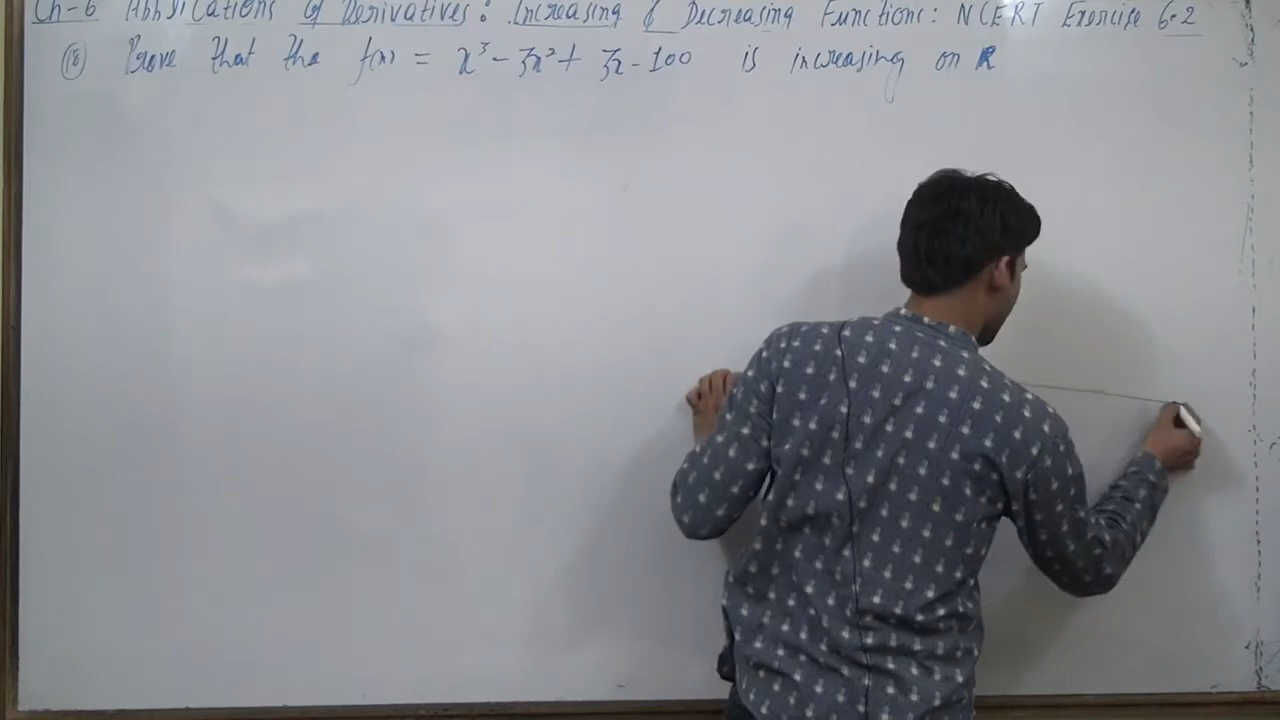 Ch-6 Applications of Derivatives: Increasing & Decreasing Functions: NCERT Exercise 6.2
(18) Prove that the f(x) = x³ - 3x² + 3x - 100 is increasing on R